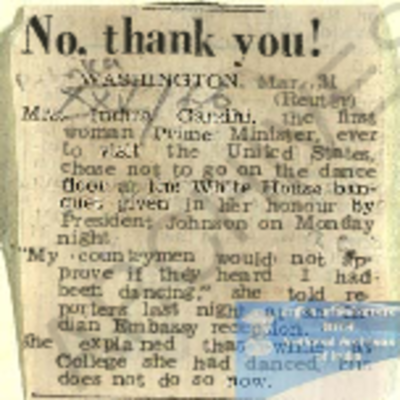 No, thank you!
WASHINGTON, Mar. 31
(Reuter)
Mrs. Indira Gandhi, the first
woman Prime Minister, ever
to visit the United States,
chose not to go on the dance
floor at the White House ban-
quet given in her honour by
President Johnson on Monday
night.
"My countrymen would not ap-
prove if they heard I had
been dancing," she told re-
porters last night at
dian Embassy reception.
She explained that while at
College she had danced, she
does not do so now.